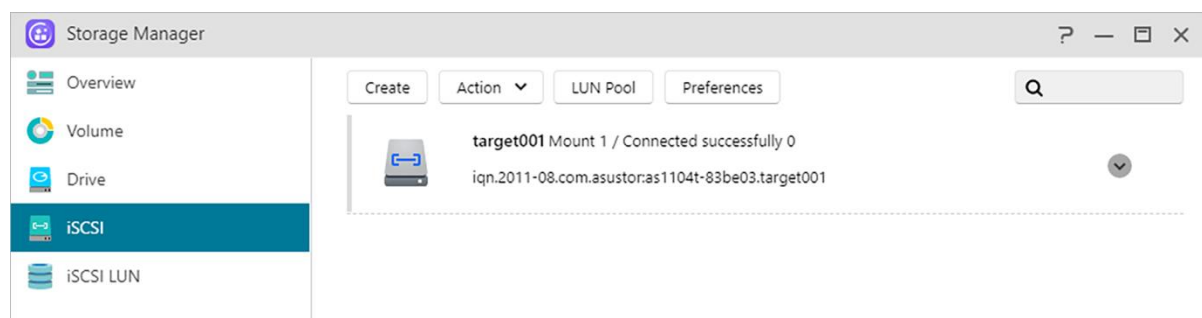 Storage Manager
Overview
Volume
Drive
iSCSI
iSCSI LUN
Create Action LUN Pool Preferences
target001 Mount 1 / Connected successfully 0
iqn.2011-08.com.asustor:as1104t-83be03.target001